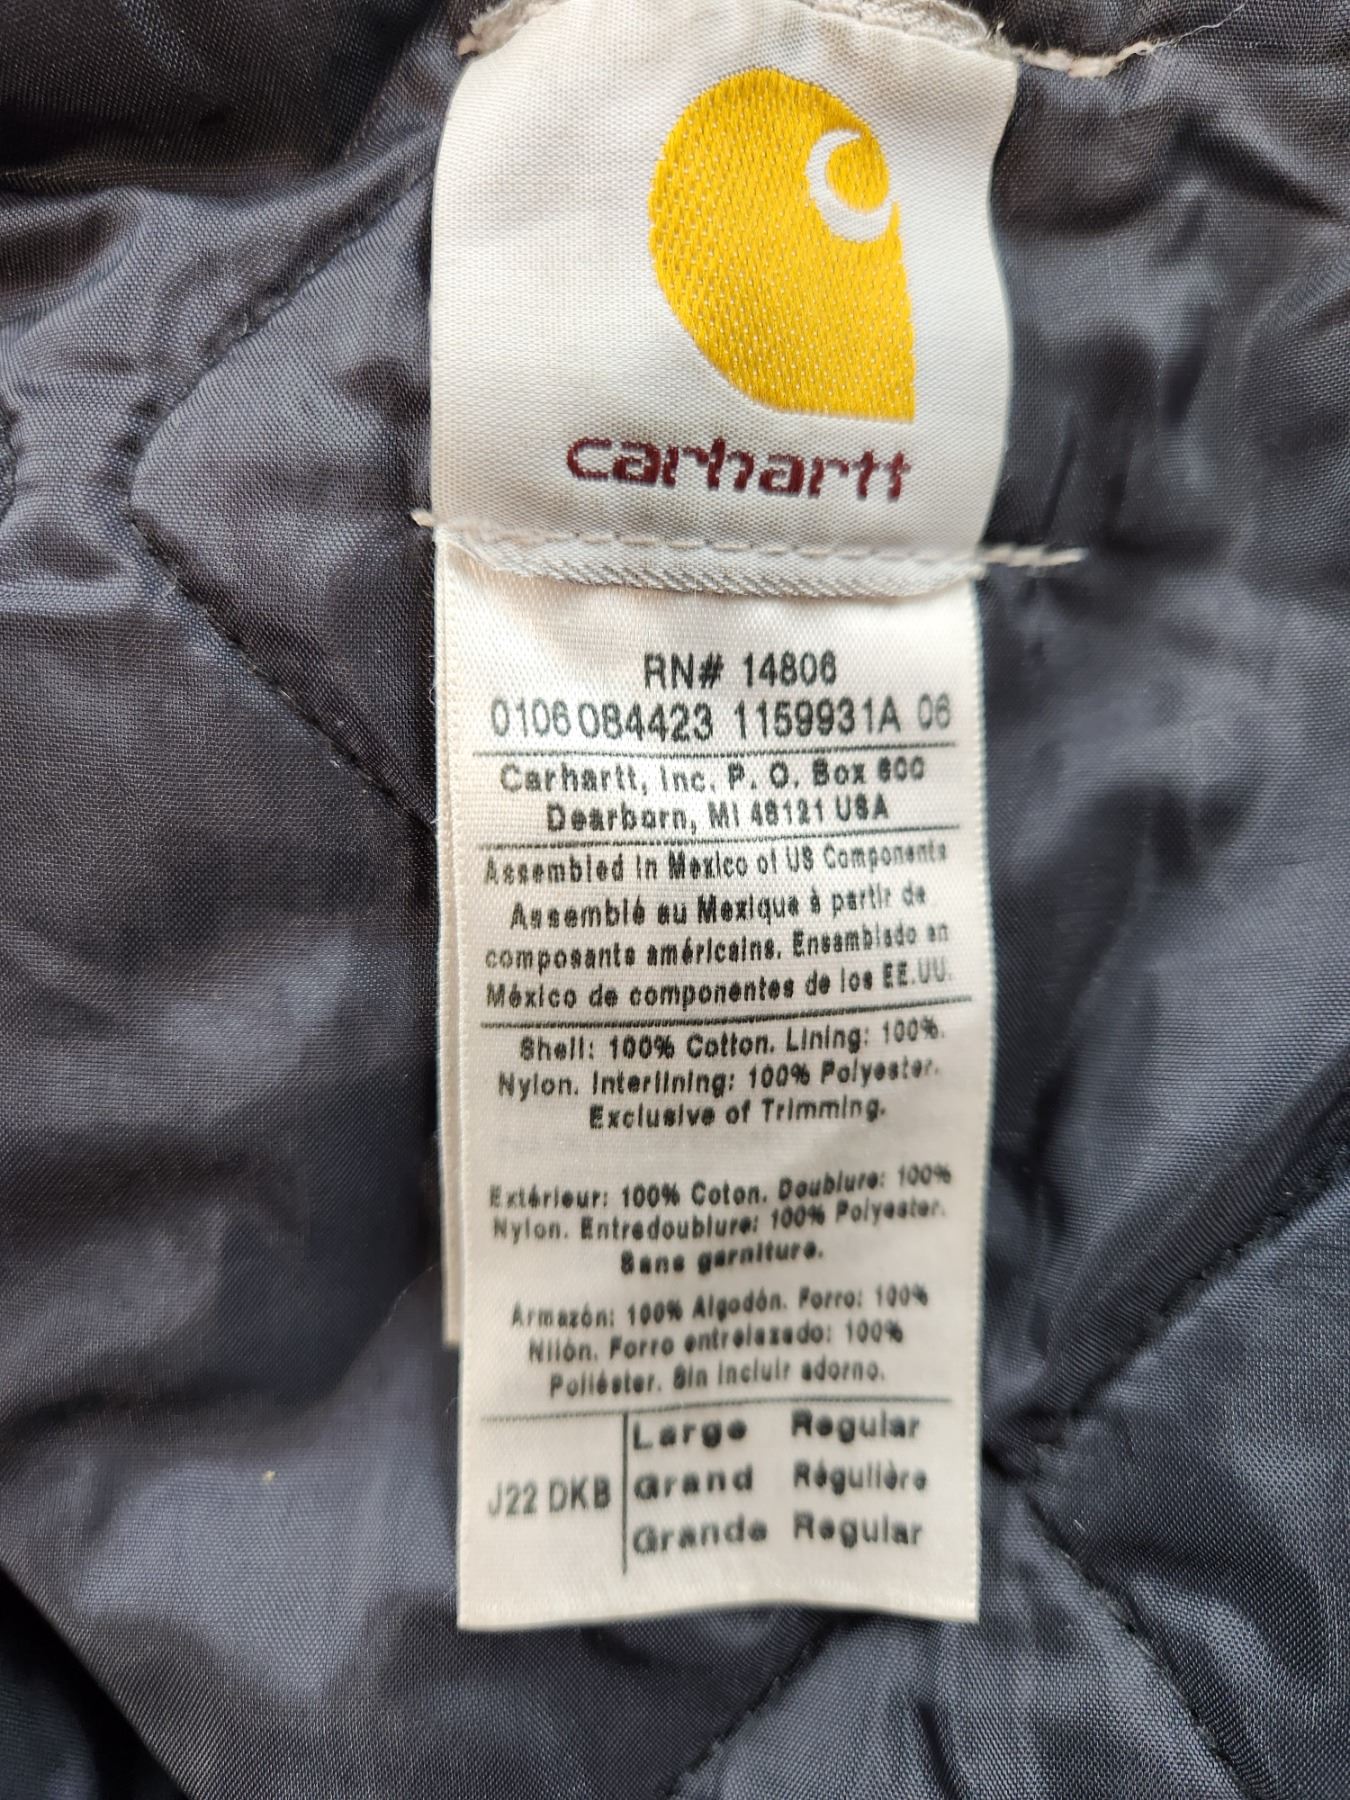 carhartt
RN# 14806
0106084423 1159931A 06
Carhartt, Inc. P. O. Box 600
Dearborn, MI 48121 USA
Assembled in Mexico of US Components
Assemblé au Mexique à partir de
composants américains. Ensamblado en
México de componentes de los EE.UU.
Shell: 100% Cotton. Lining: 100%.
Nylon. Interlining: 100% Polyester.
Exclusive of Trimming.
Extérieur: 100% Coton. Doublure: 100%
Nylon. Entredoublure: 100% Polyester.
Sans garniture.
Armazón: 100% Algodón. Forro: 100%
Nilón. Forro entrelazado: 100%
Poliéster. Sin incluir adorno.
J22 DKB
Large Regular
Grand Régulière
Grande Regular